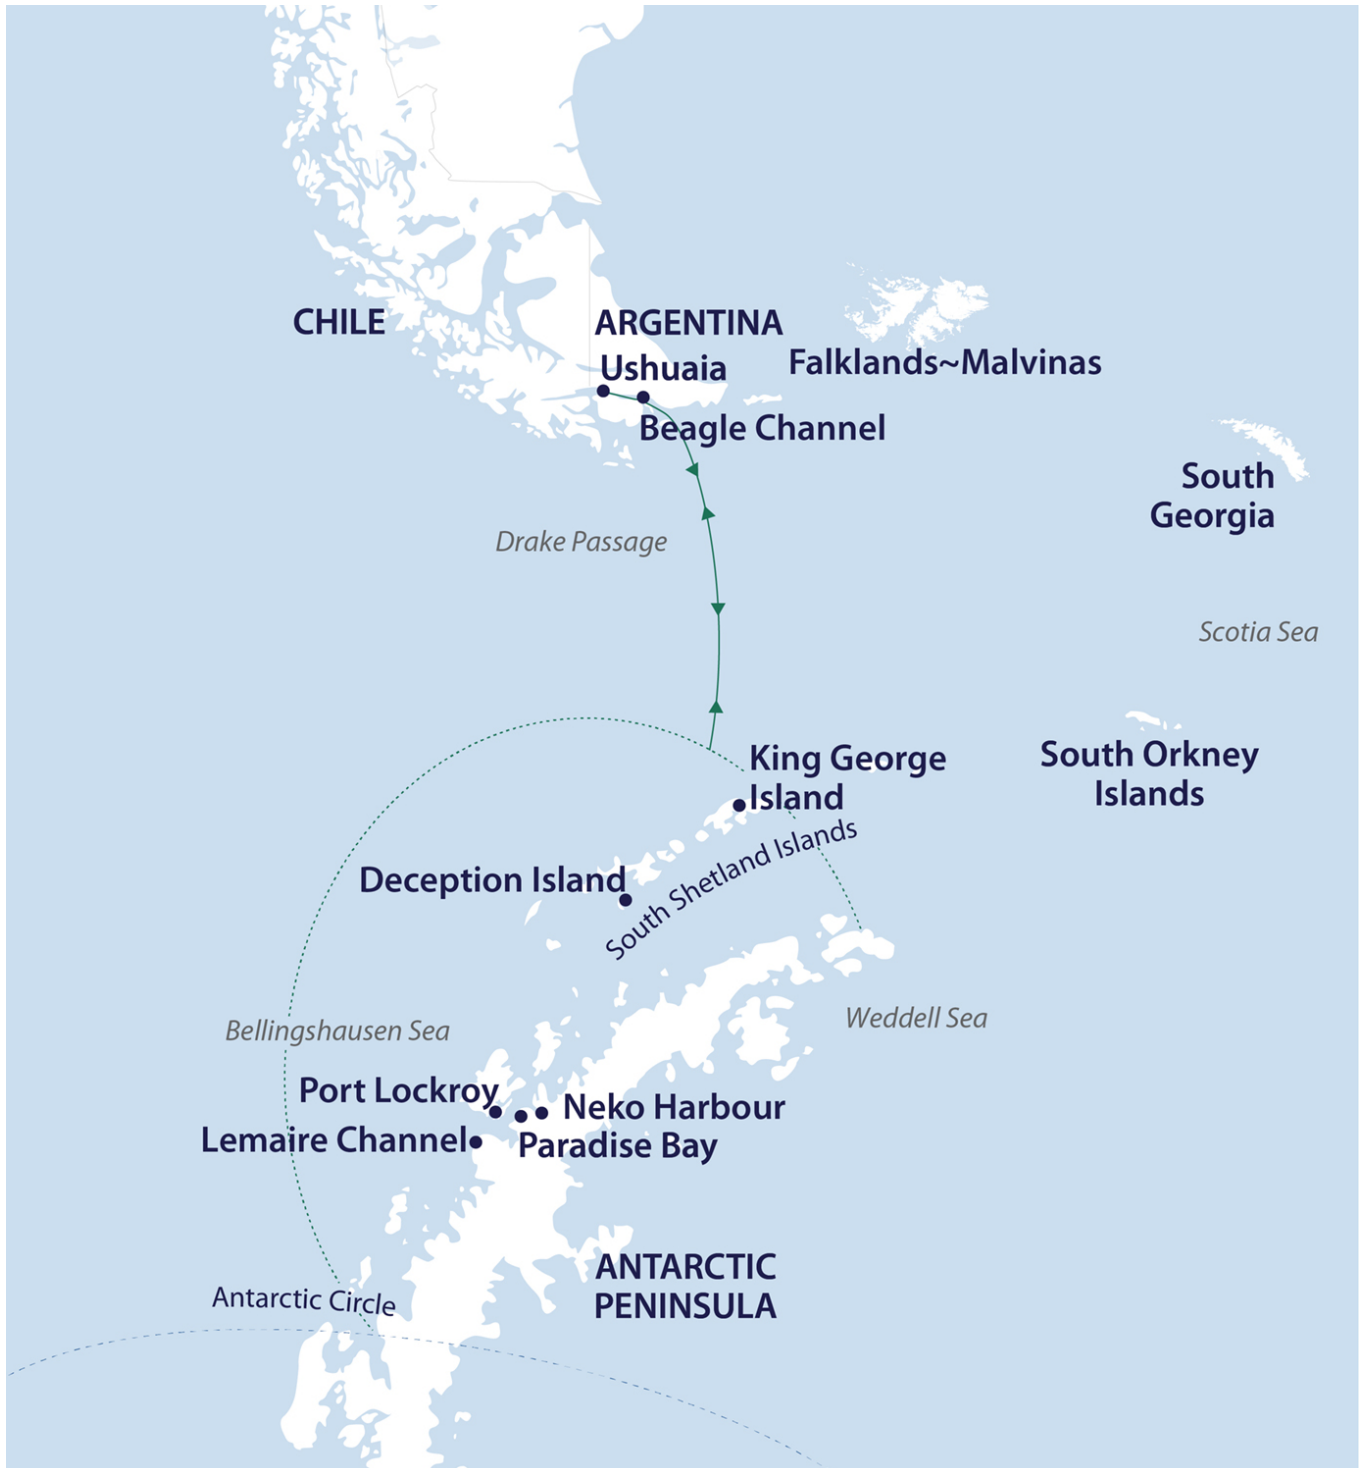 CHILE
ARGENTINA
Ushuaia
Falklands~Malvinas
Beagle Channel
South
Georgia
Drake Passage
Scotia Sea
King George
Island
South Orkney
Islands
South Shetland Islands
Deception Island
Weddell Sea
Bellingshausen Sea
Port Lockroy
Neko Harbour
Lemaire Channel
Paradise Bay
ANTARCTIC
PENINSULA
Antarctic Circle